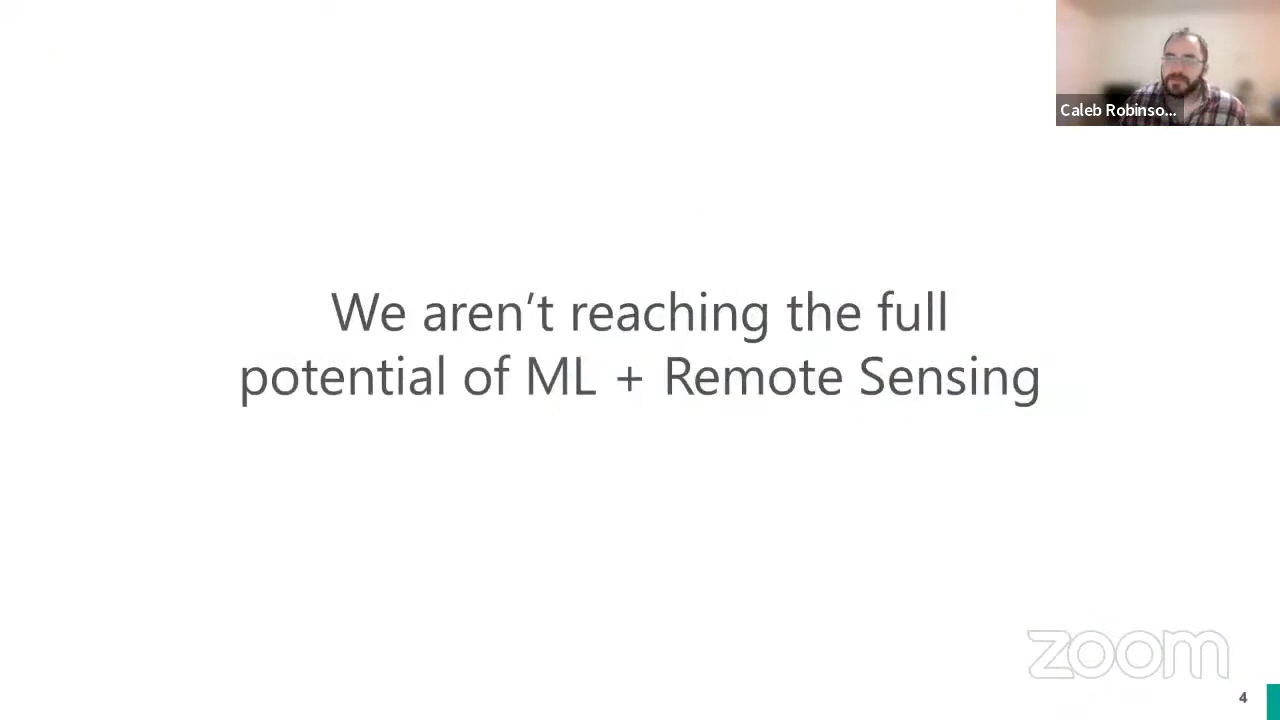 Caleb Robinso...
We aren’t reaching the full
potential of ML + Remote Sensing
zoom
4